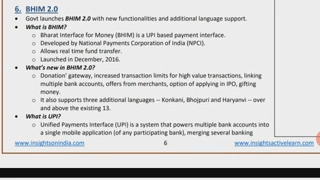 6. BHIM 2.0
• Govt launches BHIM 2.0 with new functionalities and additional language support.
• What is BHIM?
o Bharat Interface for Money (BHIM) is a UPI based payment interface.
o Developed by National Payments Corporation of India (NPCI).
o Allows real time fund transfer.
o Launched in December, 2016.
• What's new in BHIM 2.0?
o Donation' gateway, increased transaction limits for high value transactions, linking
multiple bank accounts, offers from merchants, option of applying in IPO, gifting
money.
o It also supports three additional languages -- Konkani, Bhojpuri and Haryanvi -- over
and above the existing 13.
• What is UPI?
o Unified Payments Interface (UPI) is a system that powers multiple bank accounts into
a single mobile application (of any participating bank), merging several banking
www.insightsonindia.com 6 www.insightsactivelearn.com